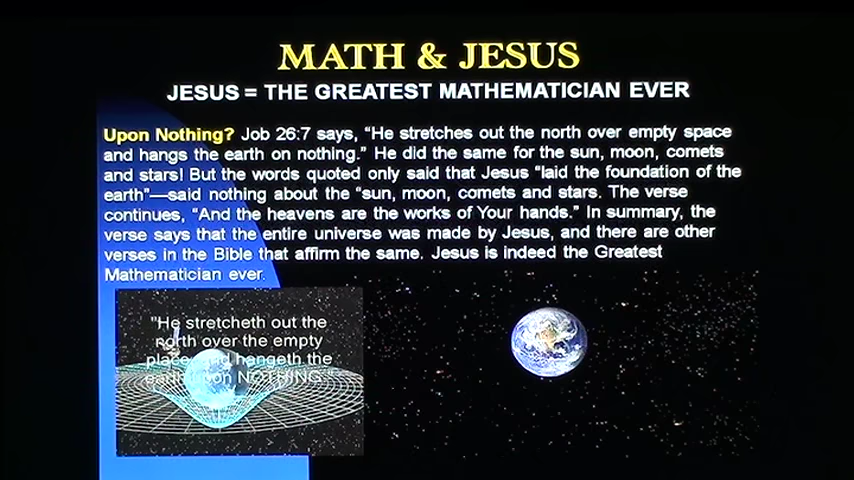 MATH & JESUS
JESUS = THE GREATEST MATHEMATICIAN EVER
Upon Nothing? Job 26:7 says, “He stretches out the north over empty space
and hangs the earth on nothing.” He did the same for the sun, moon, comets
and stars! But the words quoted only said that Jesus “laid the foundation of the
earth”—said nothing about the “sun, moon, comets and stars. The verse
continues, “And the heavens are the works of Your hands.” In summary, the
verse says that the entire universe was made by Jesus, and there are other
verses in the Bible that affirm the same. Jesus is indeed the Greatest
Mathematician ever.
"He stretcheth out the
north over the empty
place, and hangeth the
earth upon NOTHING."